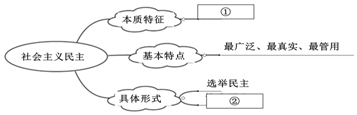 本质特征
①
社会主义民主
基本特点
最广泛、最真实、最管用
具体形式
选举民主
②